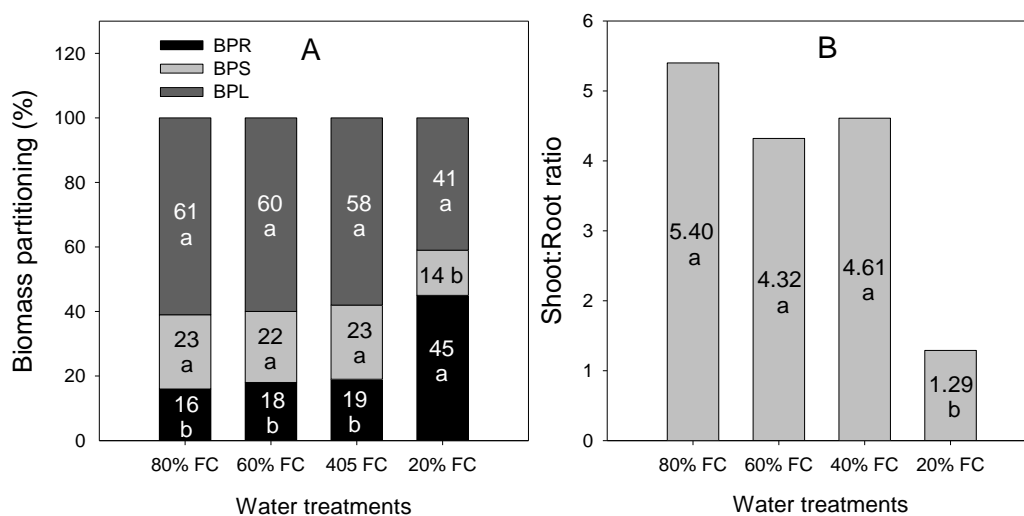 A
BPR
BPS
BPL
Biomass partitioning (%)
120
100
80
60
40
20
0
61
a
60
a
58
a
41
a
23
a
22
a
23
a
14 b
16
b
18
b
19
b
45
a
80% FC
60% FC
405 FC
20% FC
Water treatments
B
Shoot:Root ratio
6
5
4
3
2
1
0
5.40
a
4.32
a
4.61
a
1.29
b
80% FC
60% FC
40% FC
20% FC
Water treatments